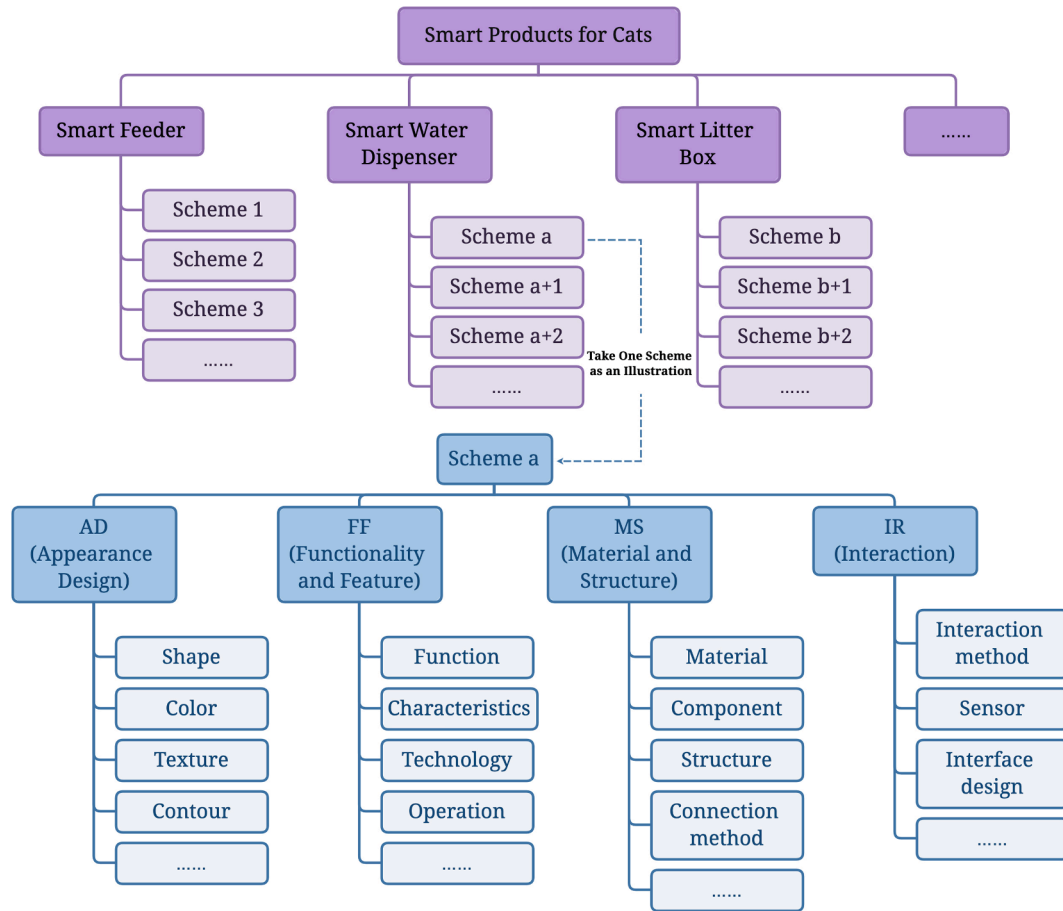 Smart Products for Cats
Smart Feeder
Smart Water
Dispenser
Smart Litter
Box
......
Scheme 1
Scheme 2
Scheme 3
......
Scheme a
Scheme a+1
Scheme a+2
......
Scheme b
Scheme b+1
Scheme b+2
......
Take One Scheme
as an Illustration
Scheme a
AD
(Appearance
Design)
Shape
Color
Texture
Contour
......
FF
(Functionality
and Feature)
Function
Characteristics
Technology
Operation
......
MS
(Material and
Structure)
Material
Component
Structure
Connection
method
......
IR
(Interaction)
Interaction
method
Sensor
Interface
design
......